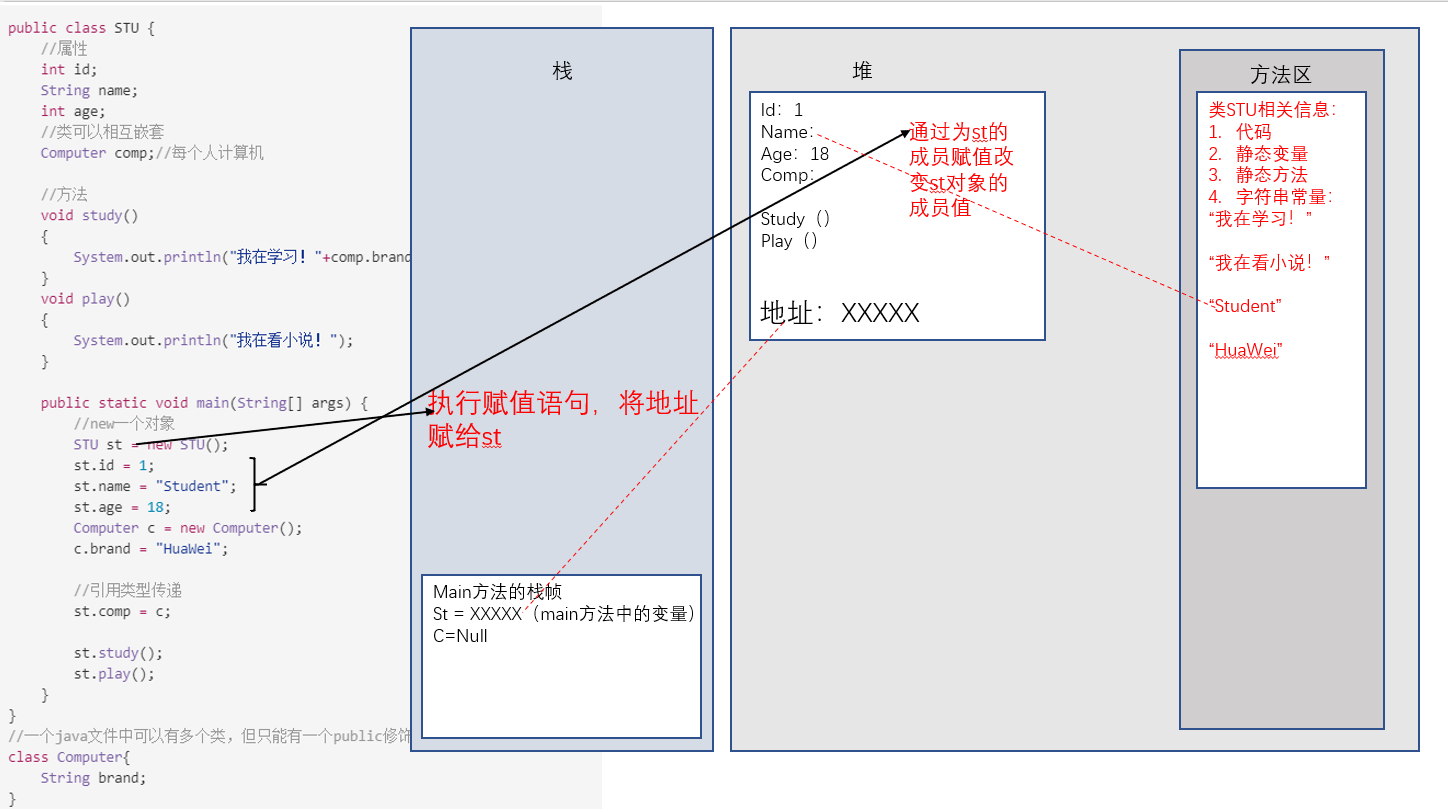 public class STU {
//属性
int id;
String name;
int age;
//类可以相互嵌套
Computer comp;//每个人计算机
//方法
void study()
{
System.out.println("我在学习！"+comp.brand
}
void play()
{
System.out.println("我在看小说！");
}
public static void main(String[] args) {
//new一个对象
STU st = new STU();
st.id = 1;
st.name = "Student";
st.age = 18;
Computer c = new Computer();
c.brand = "HuaWei";
//引用类型传递
st.comp = c;
st.study();
st.play();
}
}
//一个java文件中可以有多个类，但只能有一个public修饰
class Computer{
String brand;
}
栈
执行赋值语句，将地址
赋给st
Main方法的栈帧
St = XXXXX（main方法中的变量）
C=Null
堆
Id：1
Name：
Age：18
Comp：
Study（）
Play（）
地址：XXXXX
通过为st的
成员赋值改
变st对象的
成员值
方法区
类STU相关信息：
1. 代码
2. 静态变量
3. 静态方法
4. 字符串常量：
“我在学习！”
“我在看小说！”
“Student”
“HuaWei”